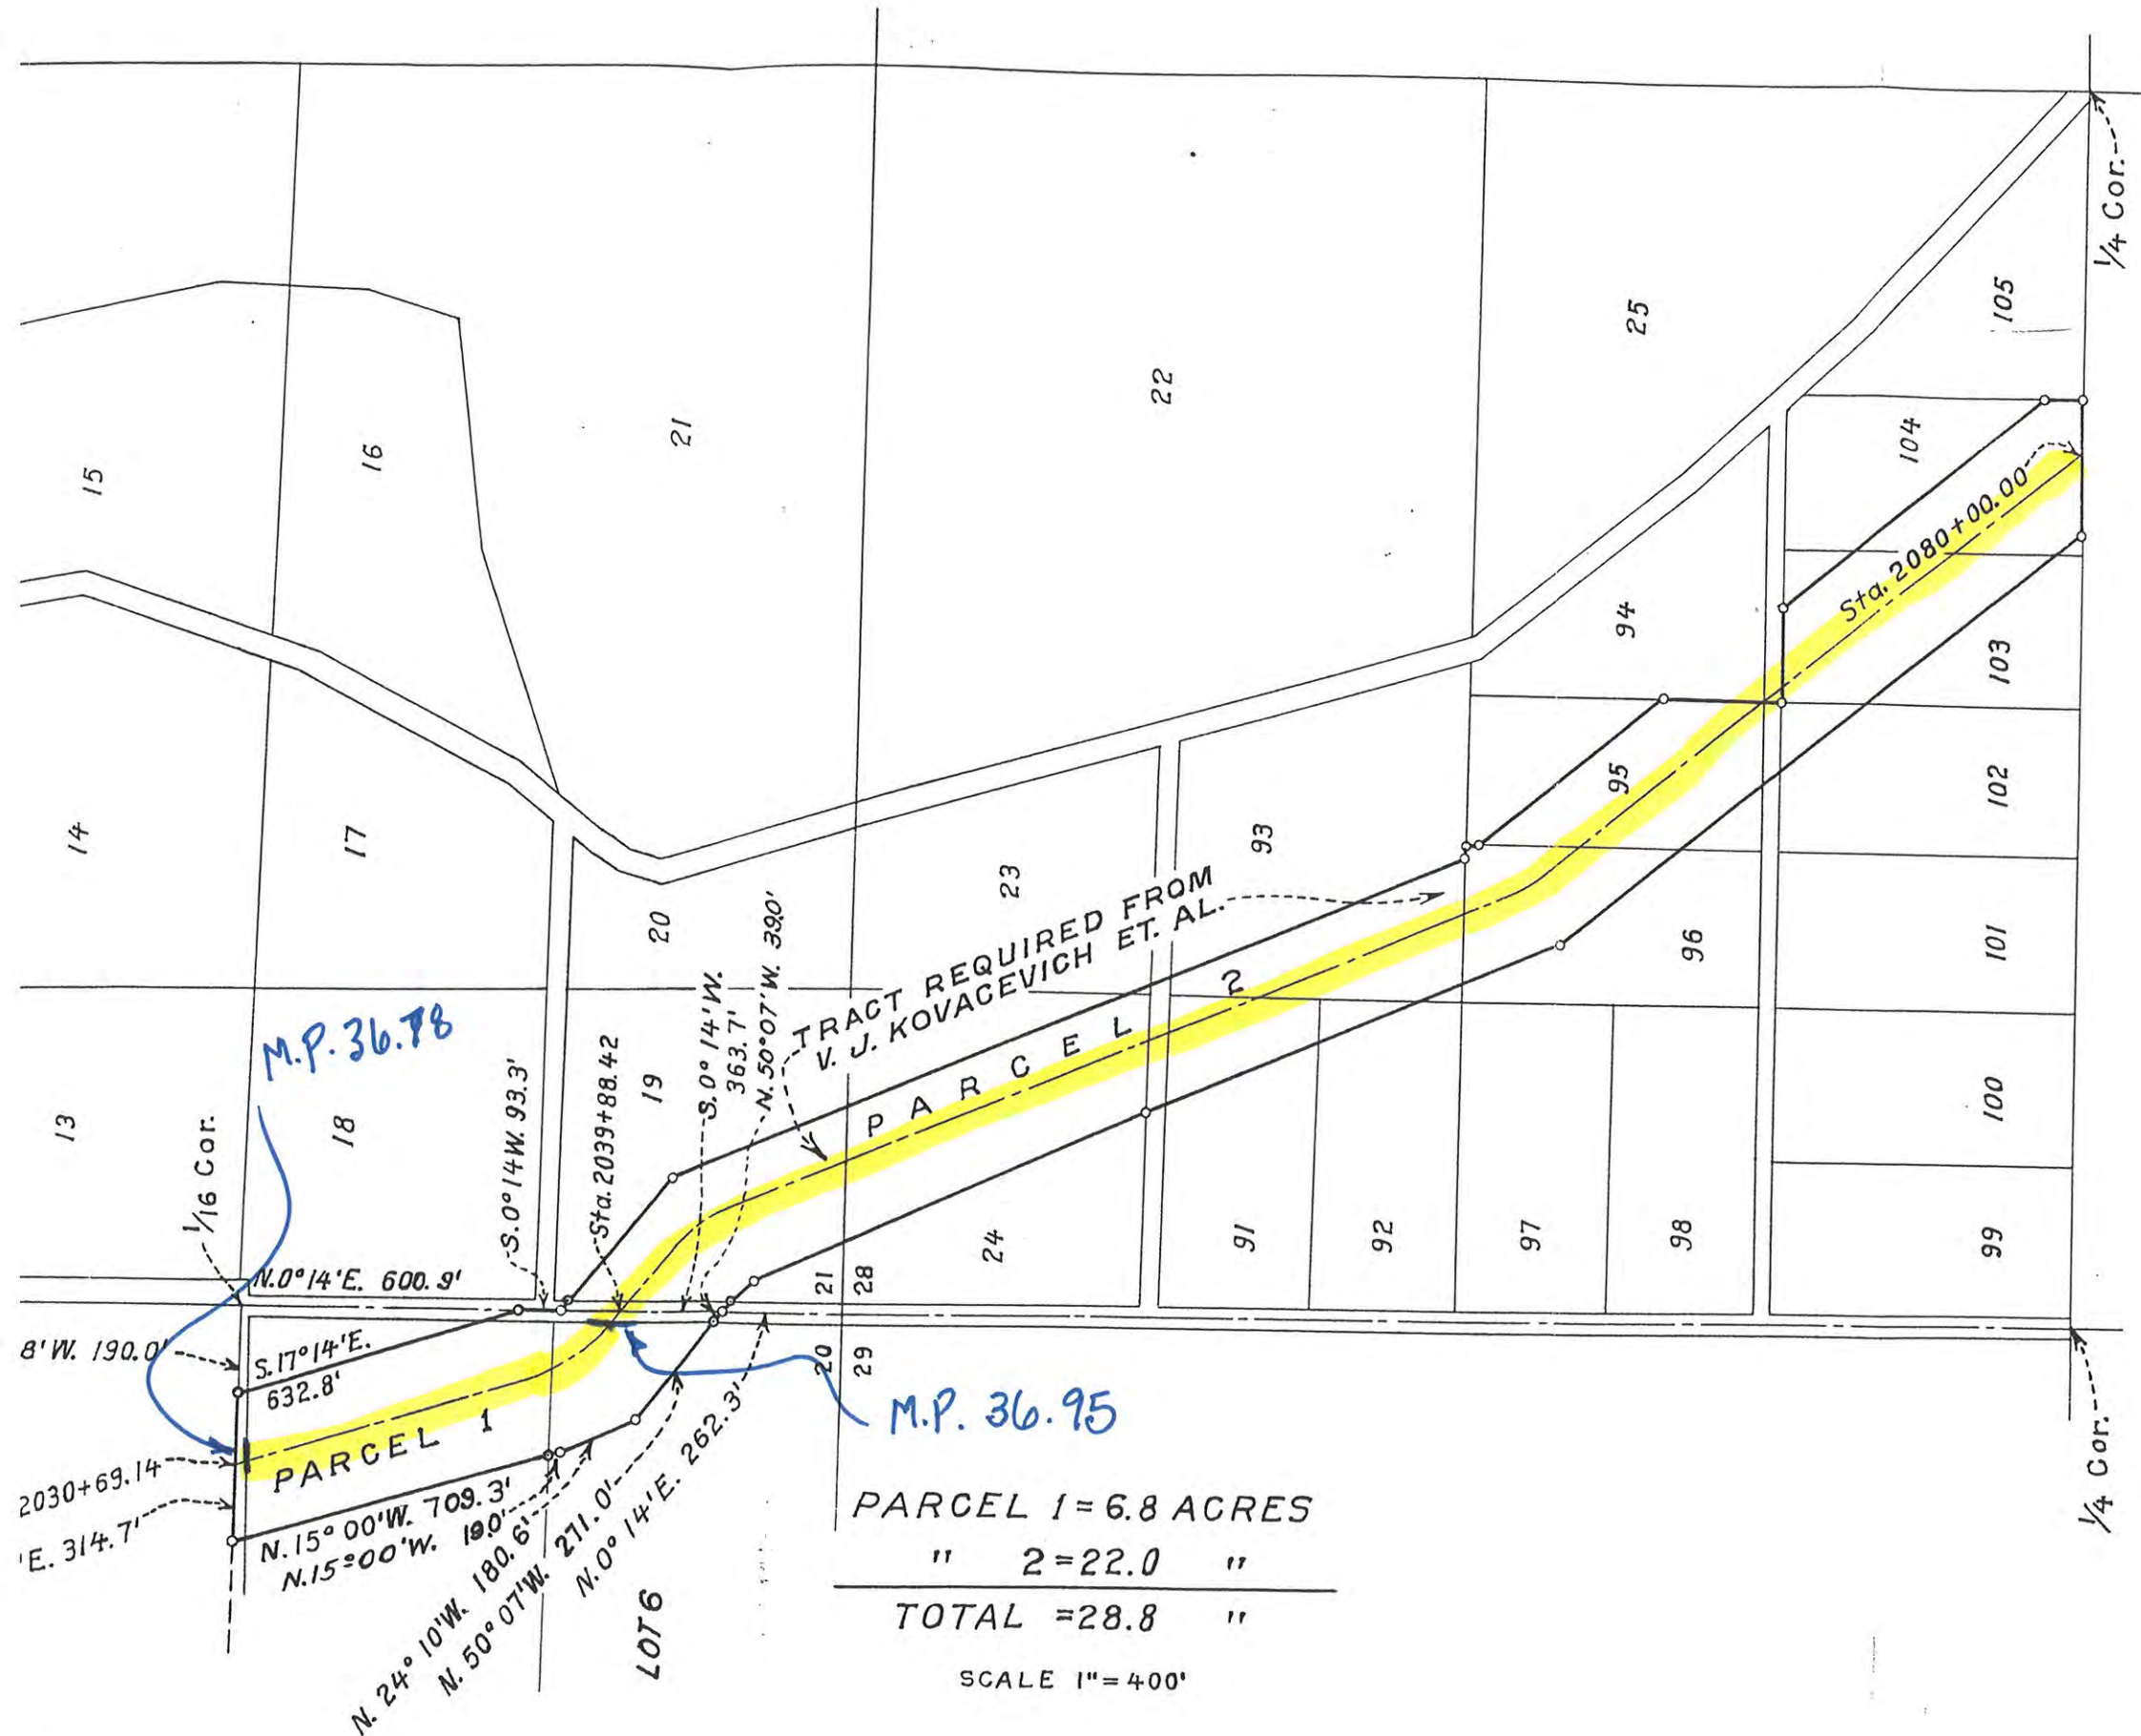 1/4 Cor.
105
25
22
21
16
15
104
Sta. 2080+00.00
94
103
95
102
93
14
17
23
20
96
101
TRACT REQUIRED FROM
V. J. KOVACEVICH ET. AL.
PARCEL 2
M.P. 36.78
13
18
19
1/16 Cor.
S.0°14'W. 93.3'
Sta. 2039+88.42
S.0°14'W.
363.7'
N.50°07'W. 39.0'
100
24
91
92
97
98
99
N.0°14'E. 600.9'
21
28
20
29
8'W. 190.0'
S.17°14'E.
632.8'
PARCEL 1
M.P. 36.95
2030+69.14
'E. 314.7'
N.15°00'W. 709.3'
N.15°00'W. 19.0'
N. 24° 10'W. 180.6'
N. 50° 07'W. 271.0'
N.0° 14'E. 262.3'
LOT 6
1/4 Cor.
PARCEL 1 = 6.8 ACRES
" 2 = 22.0 "
TOTAL = 28.8 "
SCALE 1" = 400'